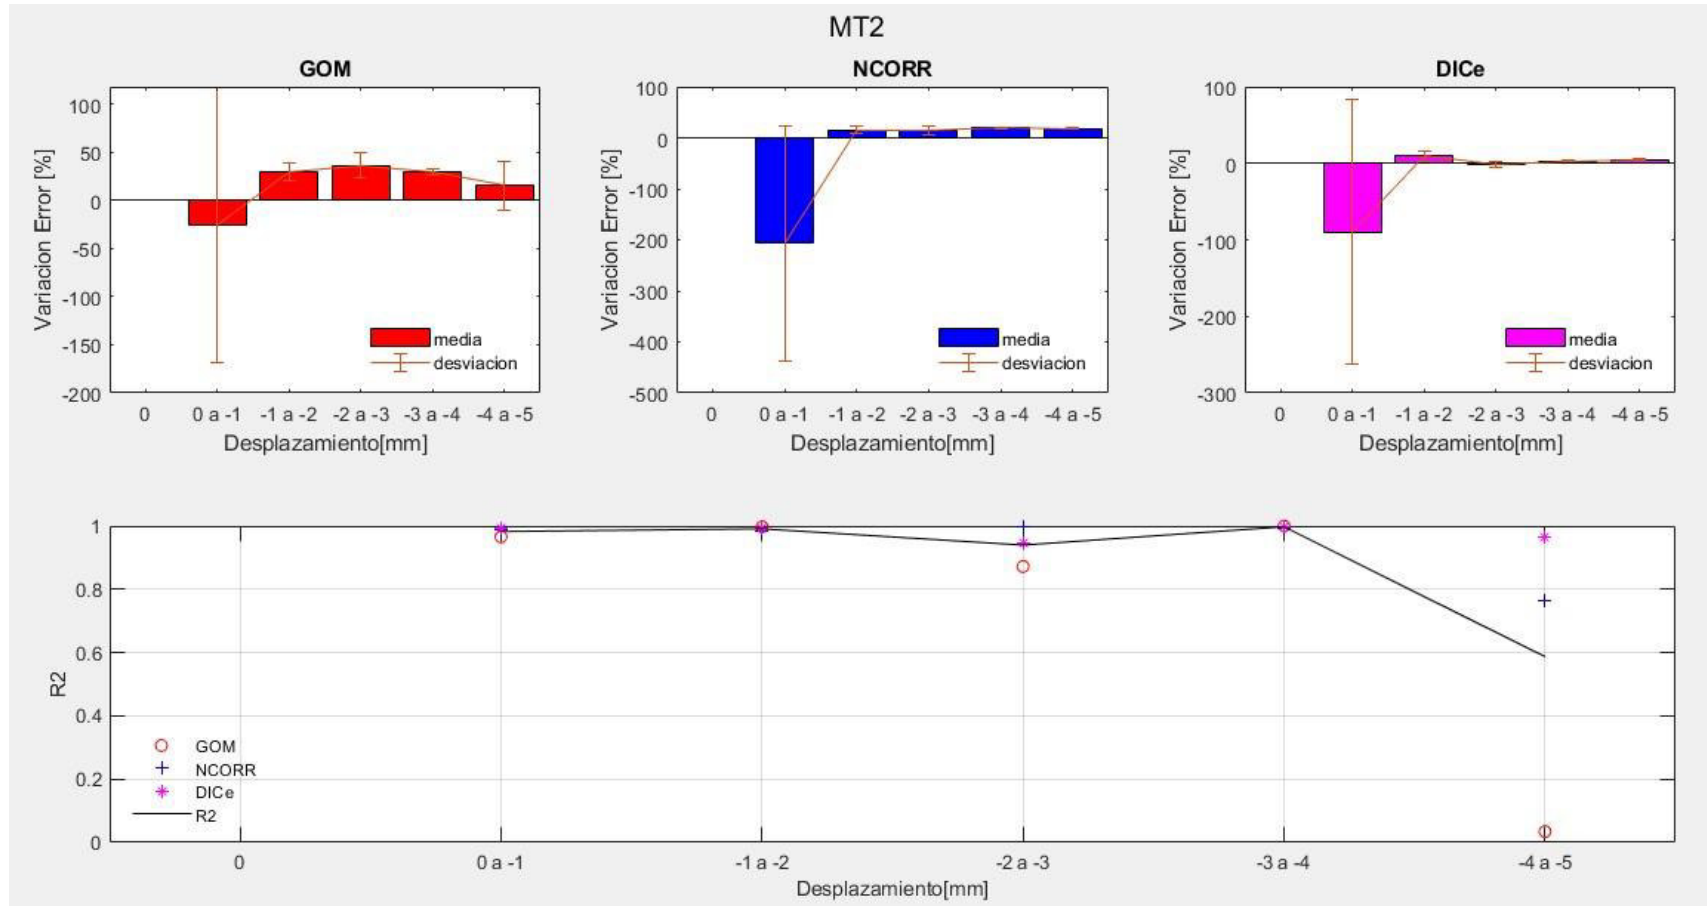 MT2
GOM
Variacion Error [%]
100
50
0
-50
-100
-150
-200
media
desviacion
0 0 a -1 -1 a -2 -2 a -3 -3 a -4 -4 a -5
Desplazamiento[mm]
NCORR
Variacion Error [%]
100
0
-100
-200
-300
-400
-500
media
desviacion
0 0 a -1 -1 a -2 -2 a -3 -3 a -4 -4 a -5
Desplazamiento[mm]
DICe
Variacion Error [%]
100
0
-100
-200
-300
media
desviacion
0 0 a -1 -1 a -2 -2 a -3 -3 a -4 -4 a -5
Desplazamiento[mm]
R2
1
0.8
0.6
0.4
0.2
0
GOM
NCORR
DICe
R2
0 0 a -1 -1 a -2 -2 a -3 -3 a -4 -4 a -5
Desplazamiento[mm]